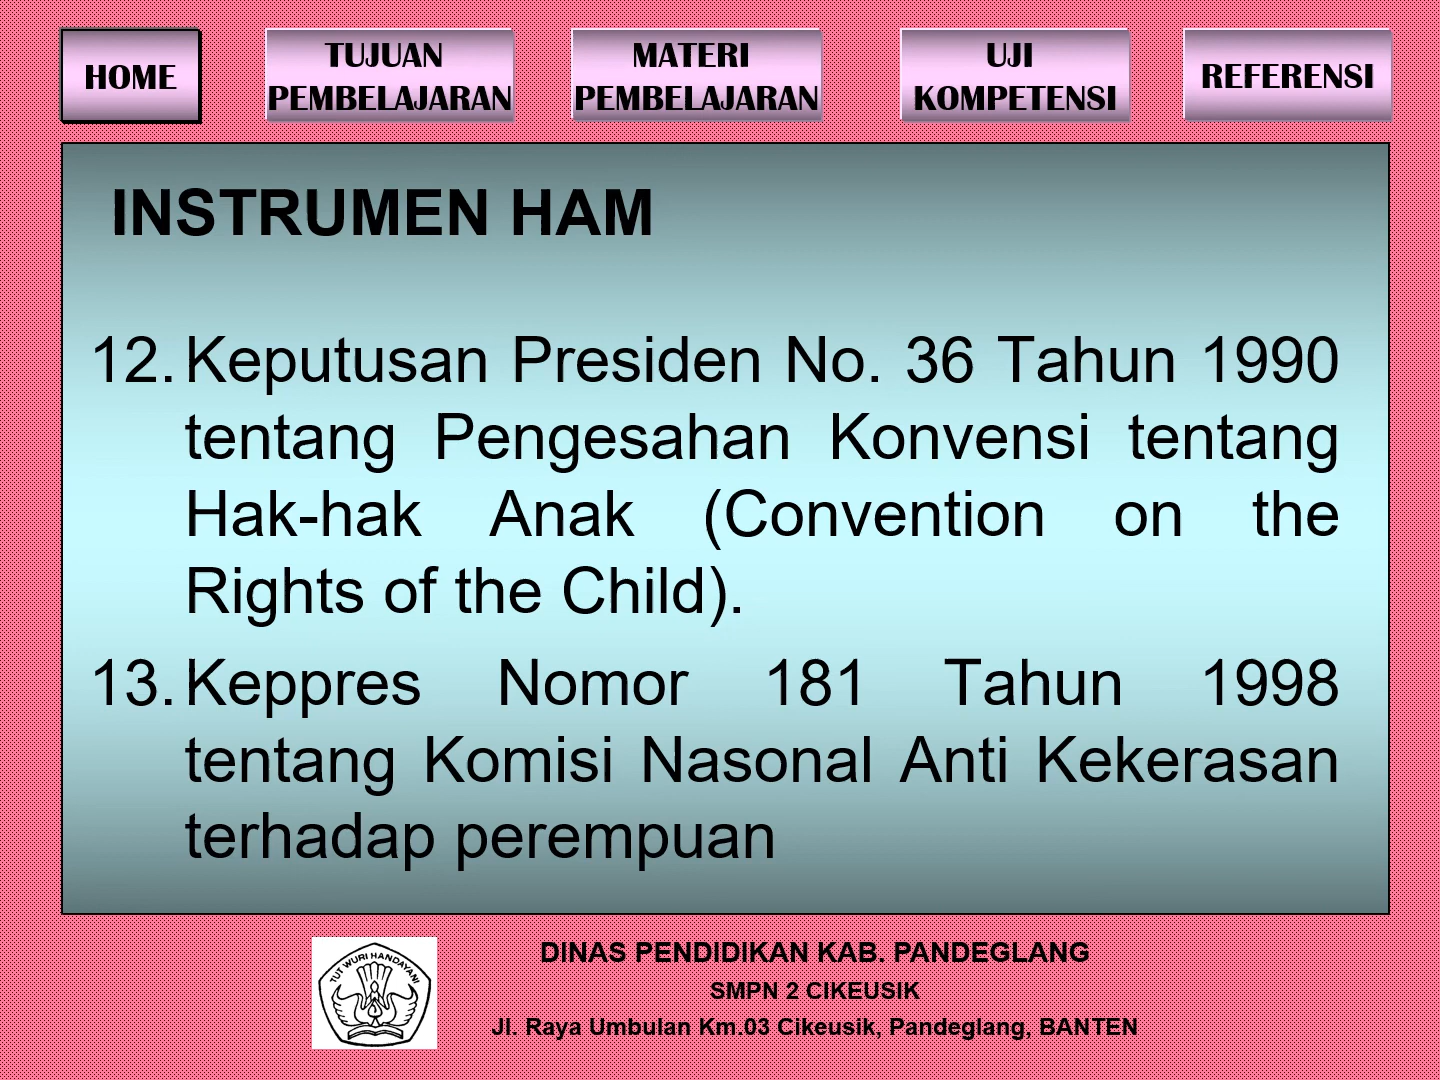 HOME
TUJUAN
PEMBELAJARAN
MATERI
PEMBELAJARAN
UJI
KOMPETENSI
REFERENSI
INSTRUMEN HAM
12. Keputusan Presiden No. 36 Tahun 1990
tentang Pengesahan Konvensi tentang
Hak-hak Anak (Convention on the
Rights of the Child).
13. Keppres Nomor 181 Tahun 1998
tentang Komisi Nasonal Anti Kekerasan
terhadap perempuan
TUT WURI HANDAYANI
DINAS PENDIDIKAN KAB. PANDEGLANG
SMPN 2 CIKEUSIK
Jl. Raya Umbulan Km.03 Cikeusik, Pandeglang, BANTEN